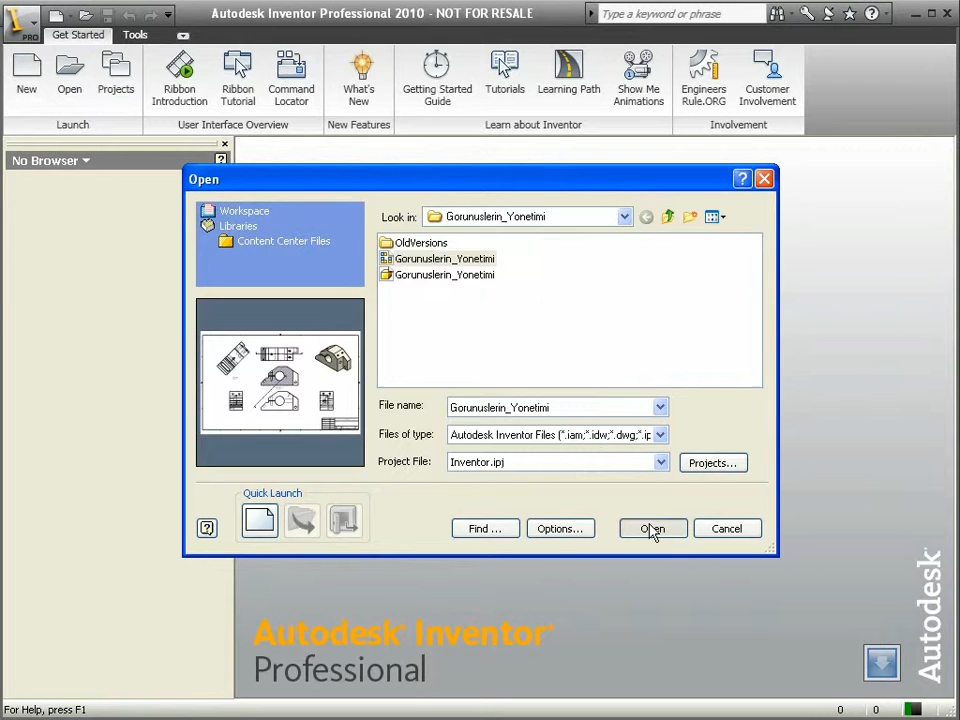 PRO
Autodesk Inventor Professional 2010 - NOT FOR RESALE
Type a keyword or phrase
Get Started
Tools
New
Open
Projects
Ribbon Introduction
Ribbon Tutorial
Command Locator
What's New
Getting Started Guide
Tutorials
Learning Path
Show Me Animations
Engineers Rule.ORG
Customer Involvement
Launch
User Interface Overview
New Features
Learn about Inventor
Involvement
No Browser
Open
Workspace
Libraries
Content Center Files
Look in:
Gorunuslerin_Yonetimi
OldVersions
Gorunuslerin_Yonetimi
Gorunuslerin_Yonetimi
File name:
Gorunuslerin_Yonetimi
Files of type:
Autodesk Inventor Files (*.iam;*.idw;*.dwg;*.ip
Project File:
Inventor.ipj
Projects...
Quick Launch
Find ...
Options...
Open
Cancel
Autodesk Inventor
Professional
Autodesk
For Help, press F1
0
0